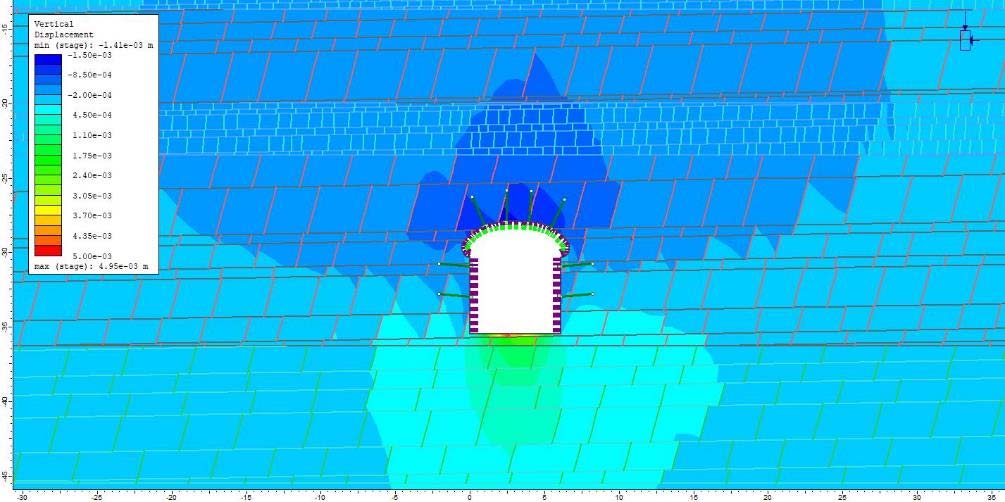 Vertical
Displacement
min (stage): -1.41e-03 m
-1.50e-03
-8.50e-04
-2.00e-04
4.50e-04
1.10e-03
1.75e-03
2.40e-03
3.05e-03
3.70e-03
4.35e-03
5.00e-03
max (stage): 4.95e-03 m
-15
-20
-25
-30
-35
-40
-45
-30 -25 -20 -15 -10 -5 0 5 10 15 20 25 30 35